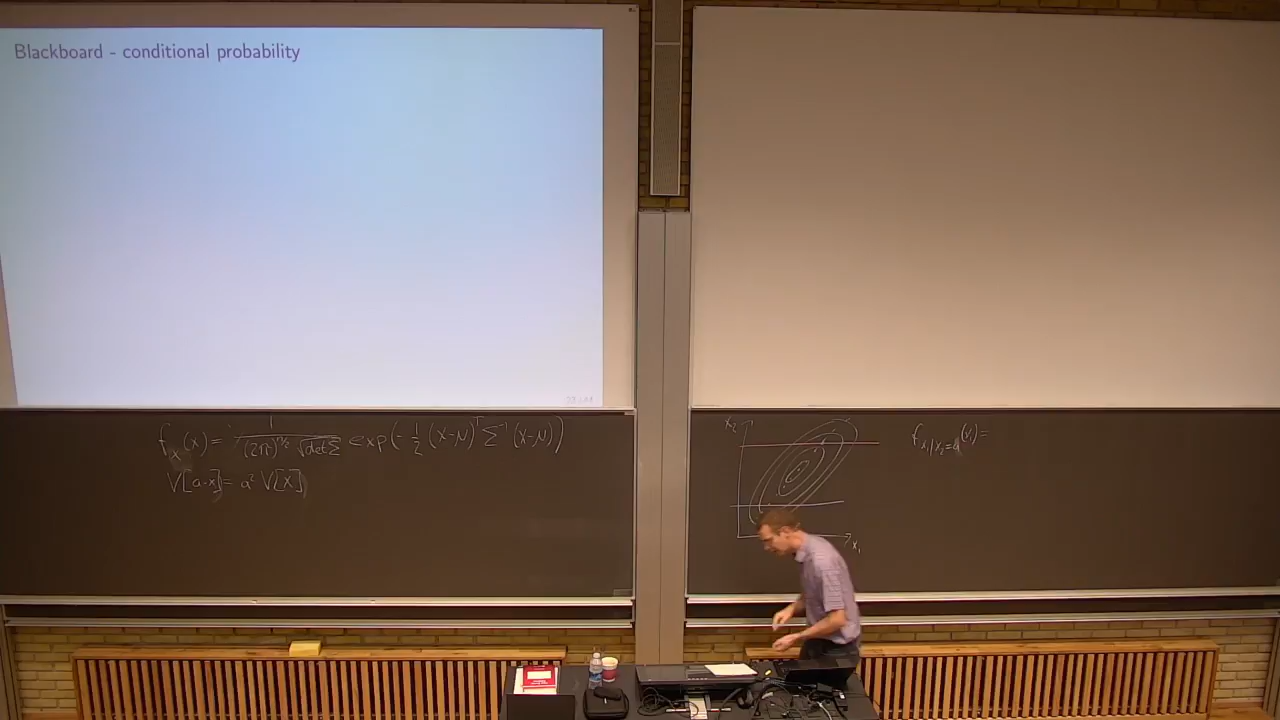 Blackboard - conditional probability
f_X(x) = 1/((2π)^{n/2} √det Σ) exp(-1/2 (x-μ)^T Σ^{-1} (x-μ))
V[a·x] = a² V[X]
x₂
x₁
f_{x₁|x₂=a}(x₁) =